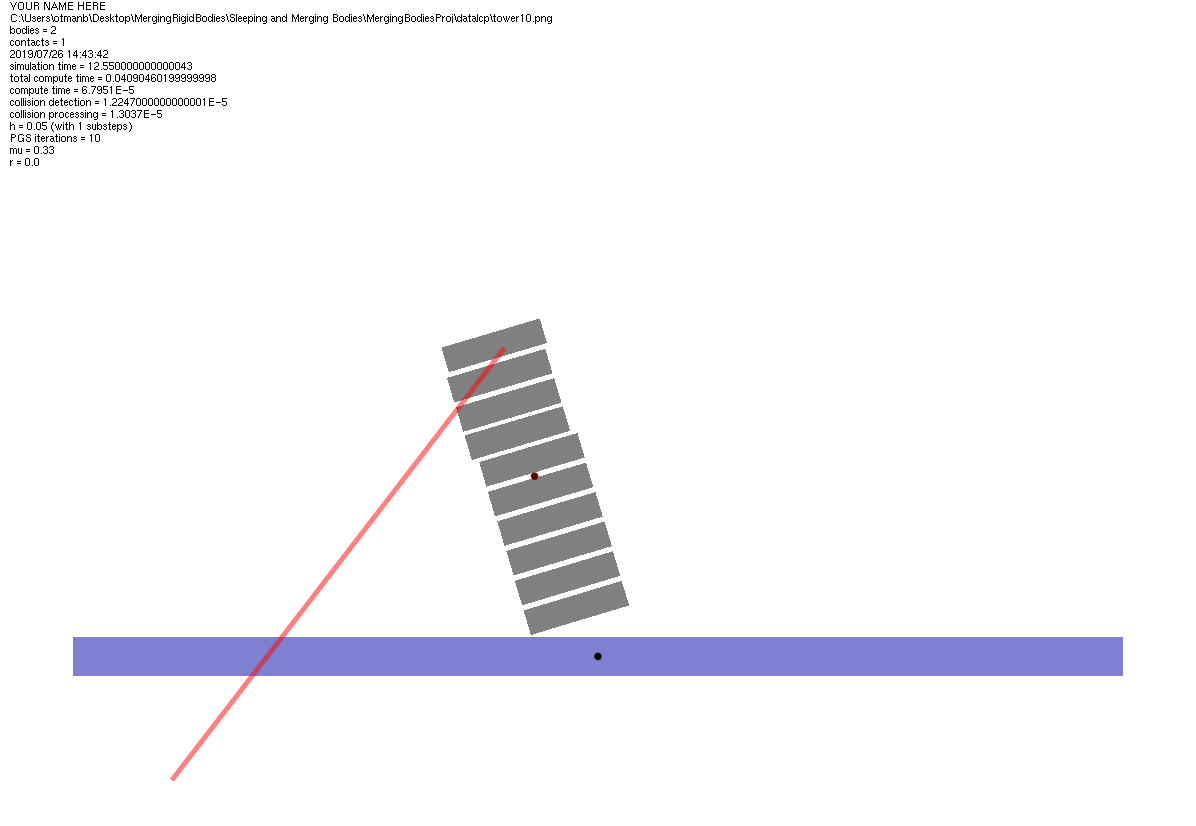 YOUR NAME HERE
C:\Users\otmanb\Desktop\MergingRigidBodies\Sleeping and Merging Bodies\MergingBodiesProj\datalcp\tower10.png
bodies = 2
contacts = 1
2019/07/26 14:43:42
simulation time = 12.550000000000043
total compute time = 0.04090460199999998
compute time = 6.7951E-5
collision detection = 1.2247000000000001E-5
collision processing = 1.3037E-5
h = 0.05 (with 1 substeps)
PGS iterations = 10
mu = 0.33
r = 0.0